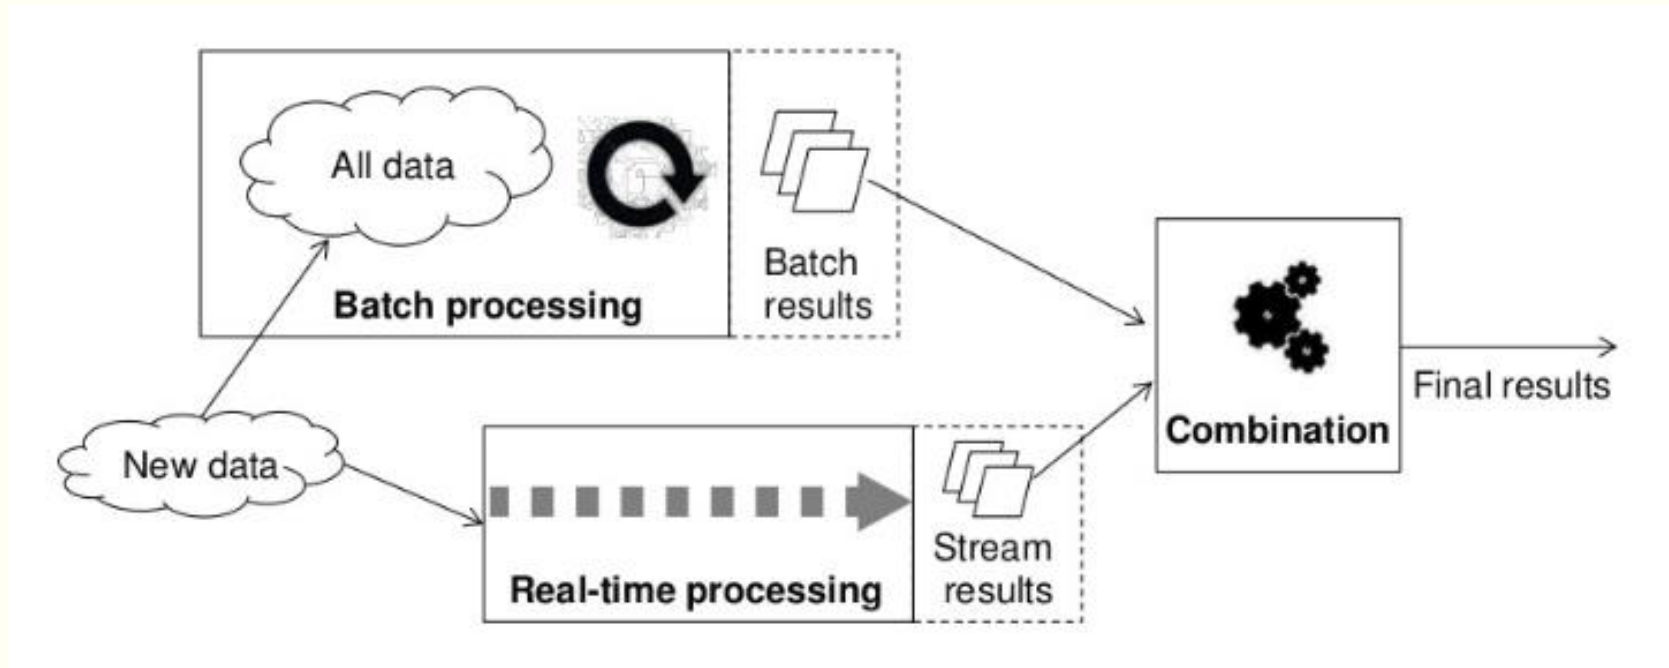 All data
Batch processing
Batch
results
New data
Real-time processing
Stream
results
Combination
Final results